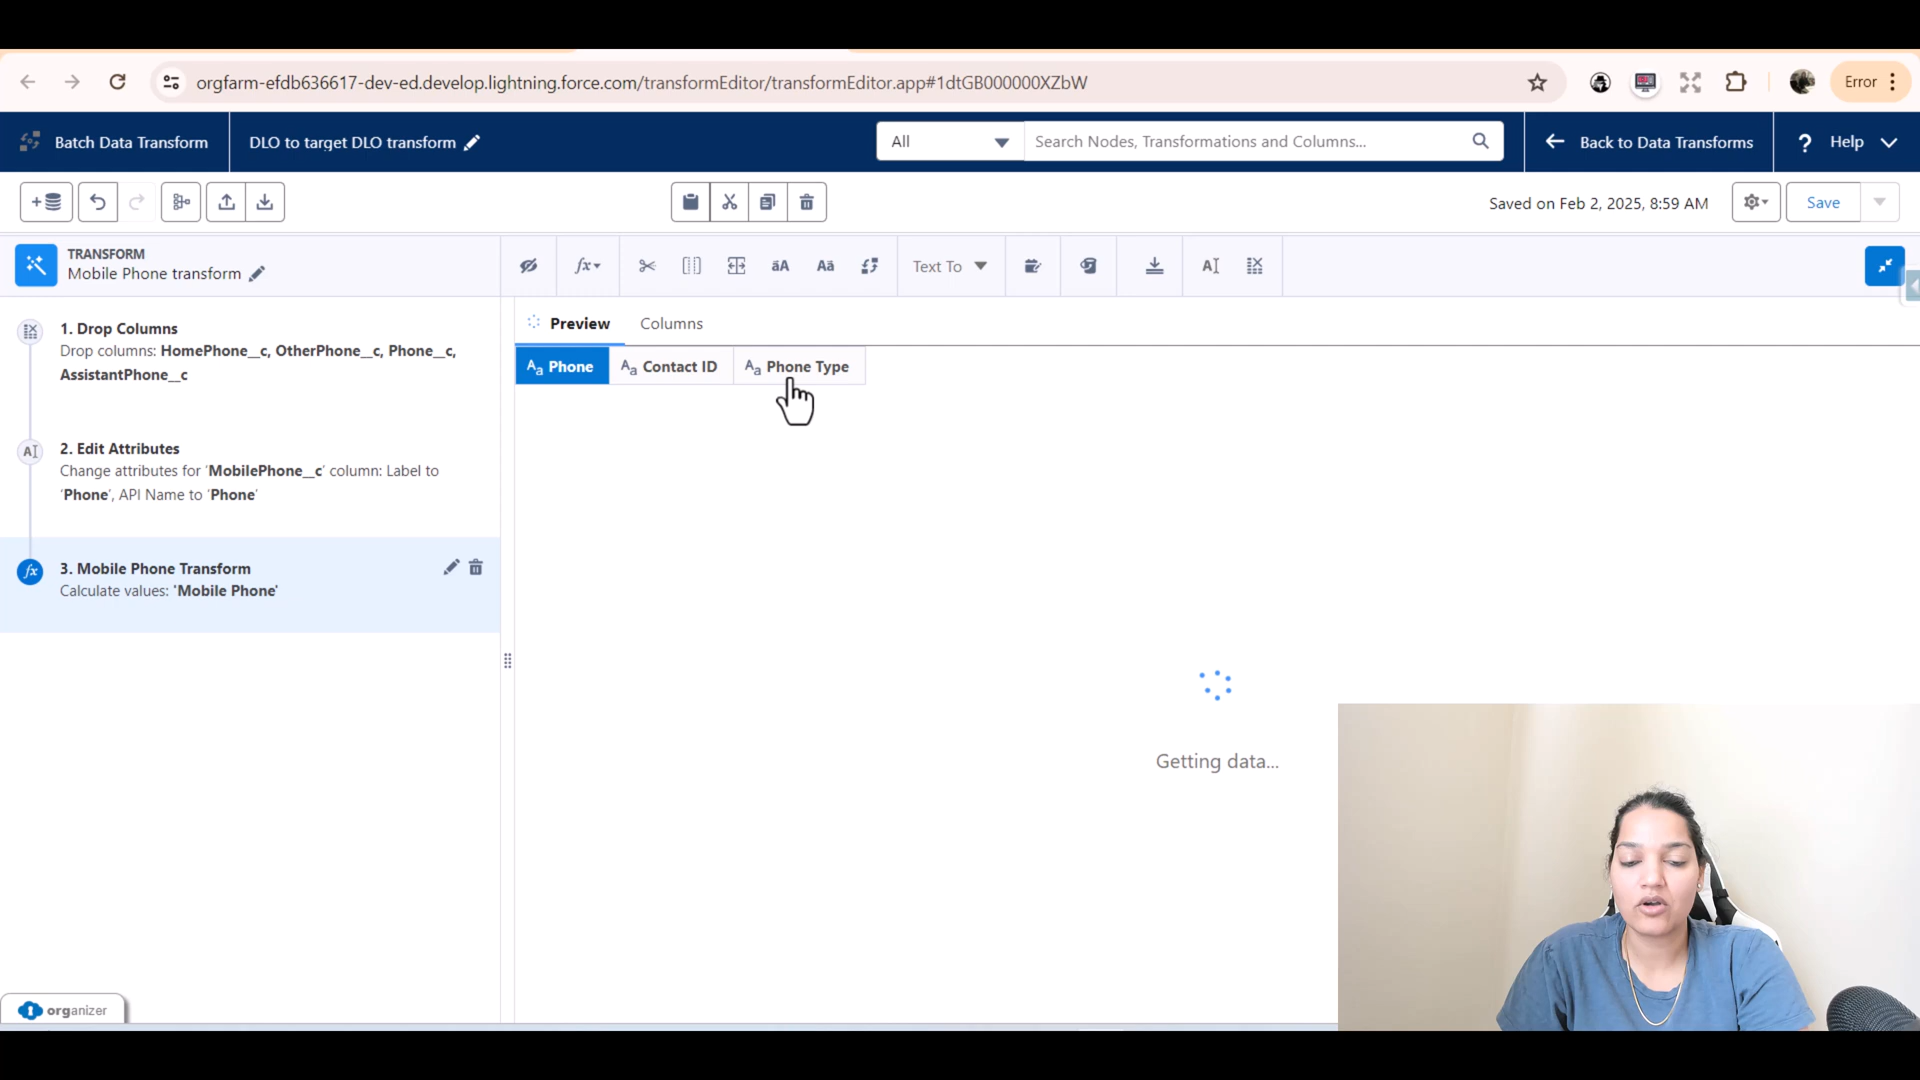 orgfarm-efdb636617-dev-ed.develop.lightning.force.com/transformEditor/transformEditor.app#1dtGB000000XZbW
Error
Batch Data Transform
DLO to target DLO transform
All
Search Nodes, Transformations and Columns...
Back to Data Transforms
? Help
Saved on Feb 2, 2025, 8:59 AM
Save
TRANSFORM
Mobile Phone transform
Text To
Preview
Columns
Phone
Contact ID
Phone Type
1. Drop Columns
Drop columns: HomePhone__c, OtherPhone__c, Phone__c,
AssistantPhone__c
2. Edit Attributes
Change attributes for 'MobilePhone__c' column: Label to
'Phone', API Name to 'Phone'
3. Mobile Phone Transform
Calculate values: 'Mobile Phone'
Getting data...
organizer